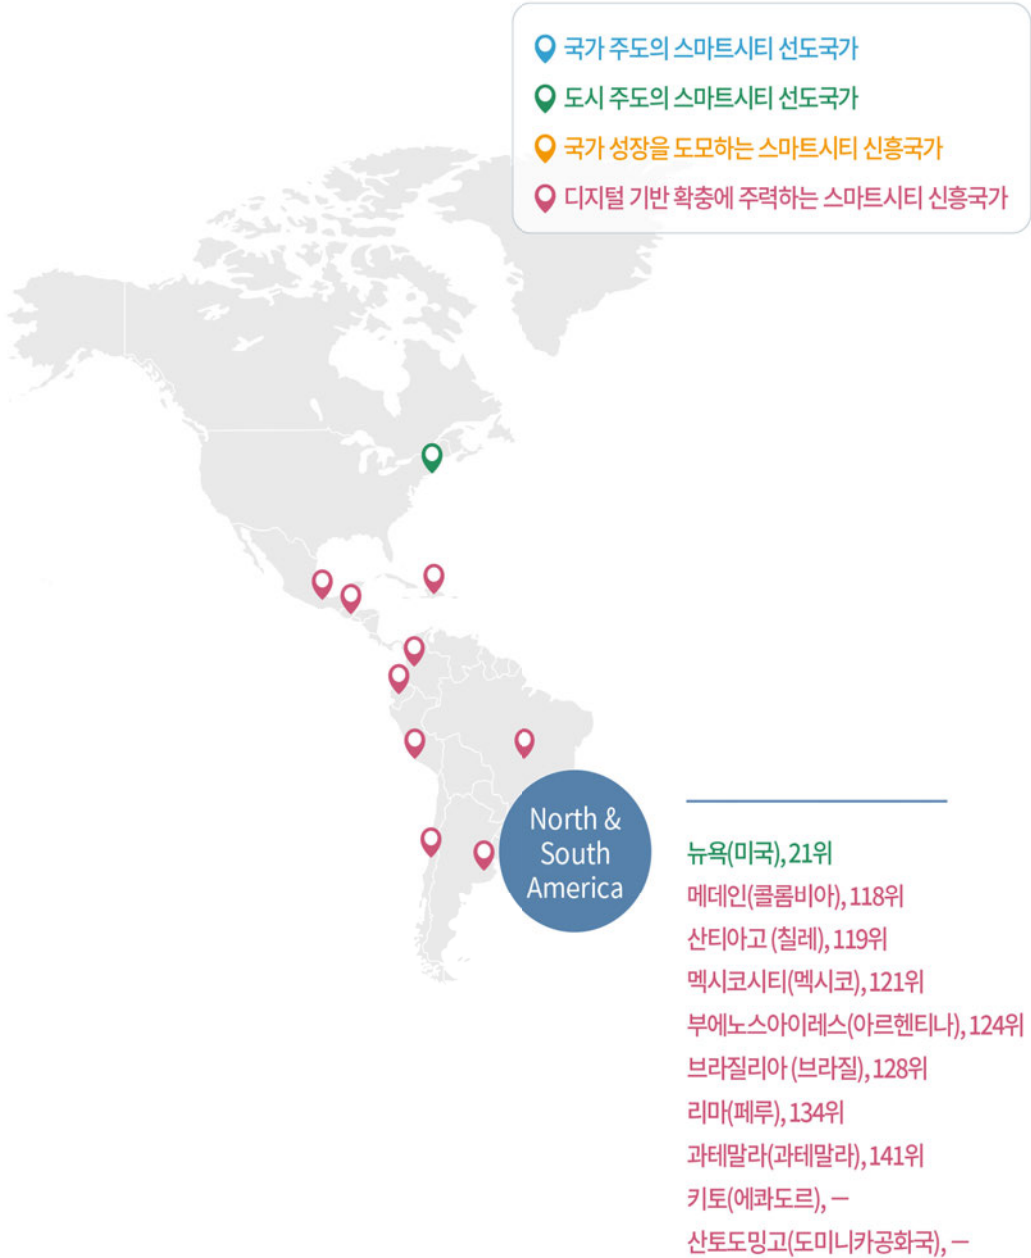 국가 주도의 스마트시티 선도국가
도시 주도의 스마트시티 선도국가
국가 성장을 도모하는 스마트시티 신흥국가
디지털 기반 확충에 주력하는 스마트시티 신흥국가
North &
South
America
뉴욕(미국), 21위
메데인(콜롬비아), 118위
산티아고 (칠레), 119위
멕시코시티(멕시코), 121위
부에노스아이레스(아르헨티나), 124위
브라질리아 (브라질), 128위
리마(페루), 134위
과테말라(과테말라), 141위
키토(에콰도르), ㅡ
산토도밍고(도미니카공화국), ㅡ